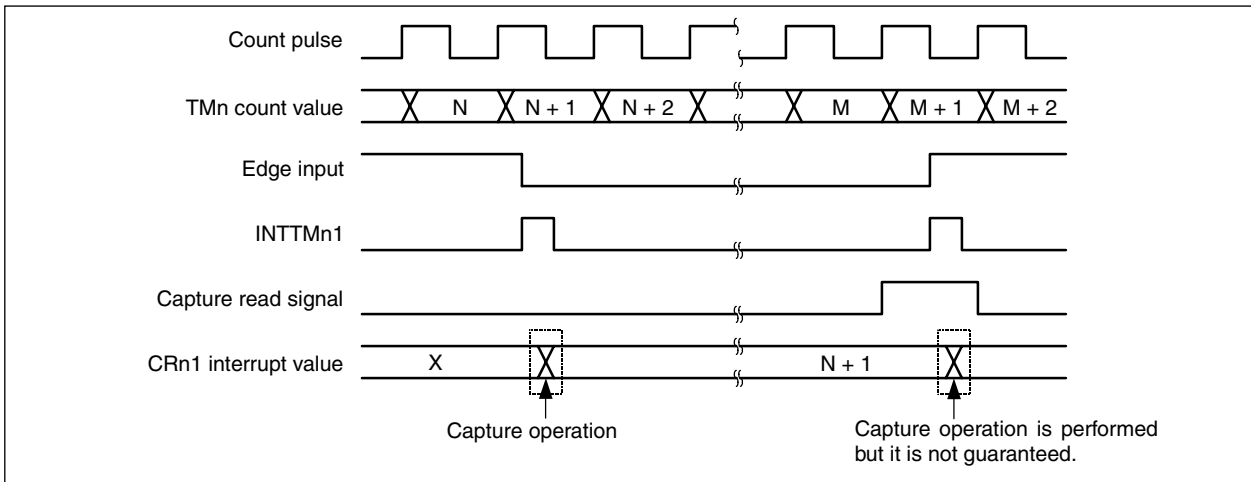 Count pulse
TMn count value
N
N + 1
N + 2
M
M + 1
M + 2
Edge input
INTTMn1
Capture read signal
CRn1 interrupt value
X
N + 1
Capture operation
Capture operation is performed
but it is not guaranteed.